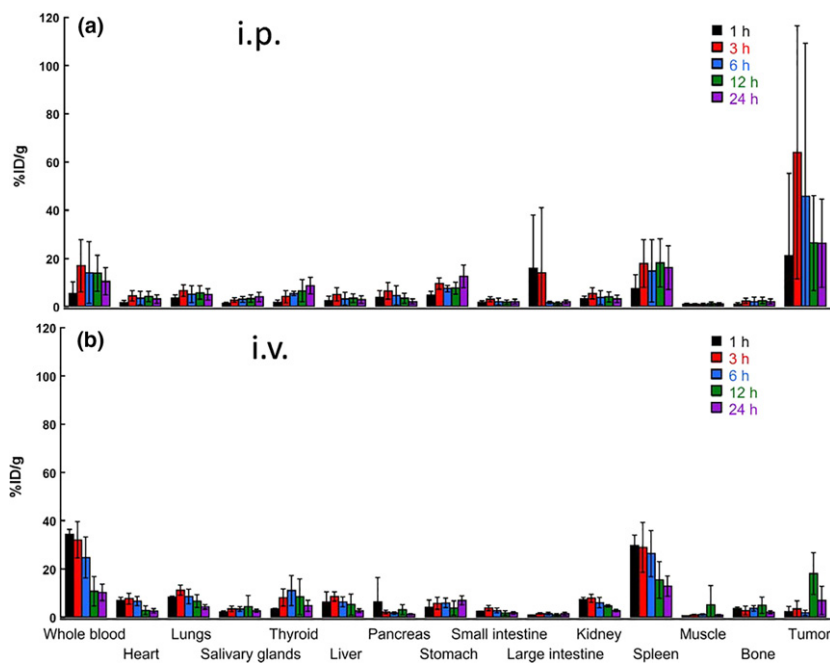 (a)
i.p.
120
100
80
60
40
20
0
%ID/g
1 h
3 h
6 h
12 h
24 h
(b)
i.v.
120
100
80
60
40
20
0
%ID/g
1 h
3 h
6 h
12 h
24 h
Whole blood Lungs Thyroid Pancreas Small intestine Kidney Muscle Tumor
Heart Salivary glands Liver Stomach Large intestine Spleen Bone